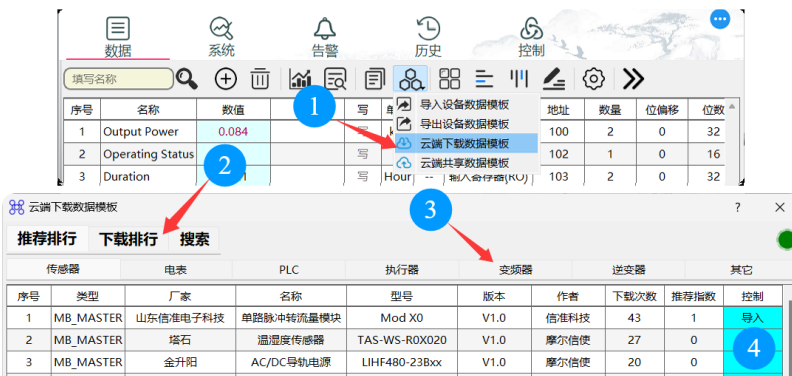 数据 系统 告警 历史 控制
填写名称
序号 名称 数值 写 地址 数量 位偏移 位数
1 Output Power 0.084 写 100 2 0 32
2 Operating Status 写 102 1 0 16
3 Duration 写 Hour -- 输入寄存器(RO) 103 2 0 32
导入设备数据模板
导出设备数据模板
云端下载数据模板
云端共享数据模板
1
2
3
4
云端下载数据模板 ? ×
推荐排行 下载排行 搜索
传感器 电表 PLC 执行器 变频器 逆变器 其它
序号 类型 厂家 名称 型号 版本 作者 下载次数 推荐指数 控制
1 MB_MASTER 山东信准电子科技 单路脉冲转流量模块 Mod X0 V1.0 信准科技 43 1 导入
2 MB_MASTER 塔石 温湿度传感器 TAS-WS-R0X020 V1.0 摩尔信使 27 0
3 MB_MASTER 金升阳 AC/DC导轨电源 LIHF480-23Bxx V1.0 摩尔信使 20 0